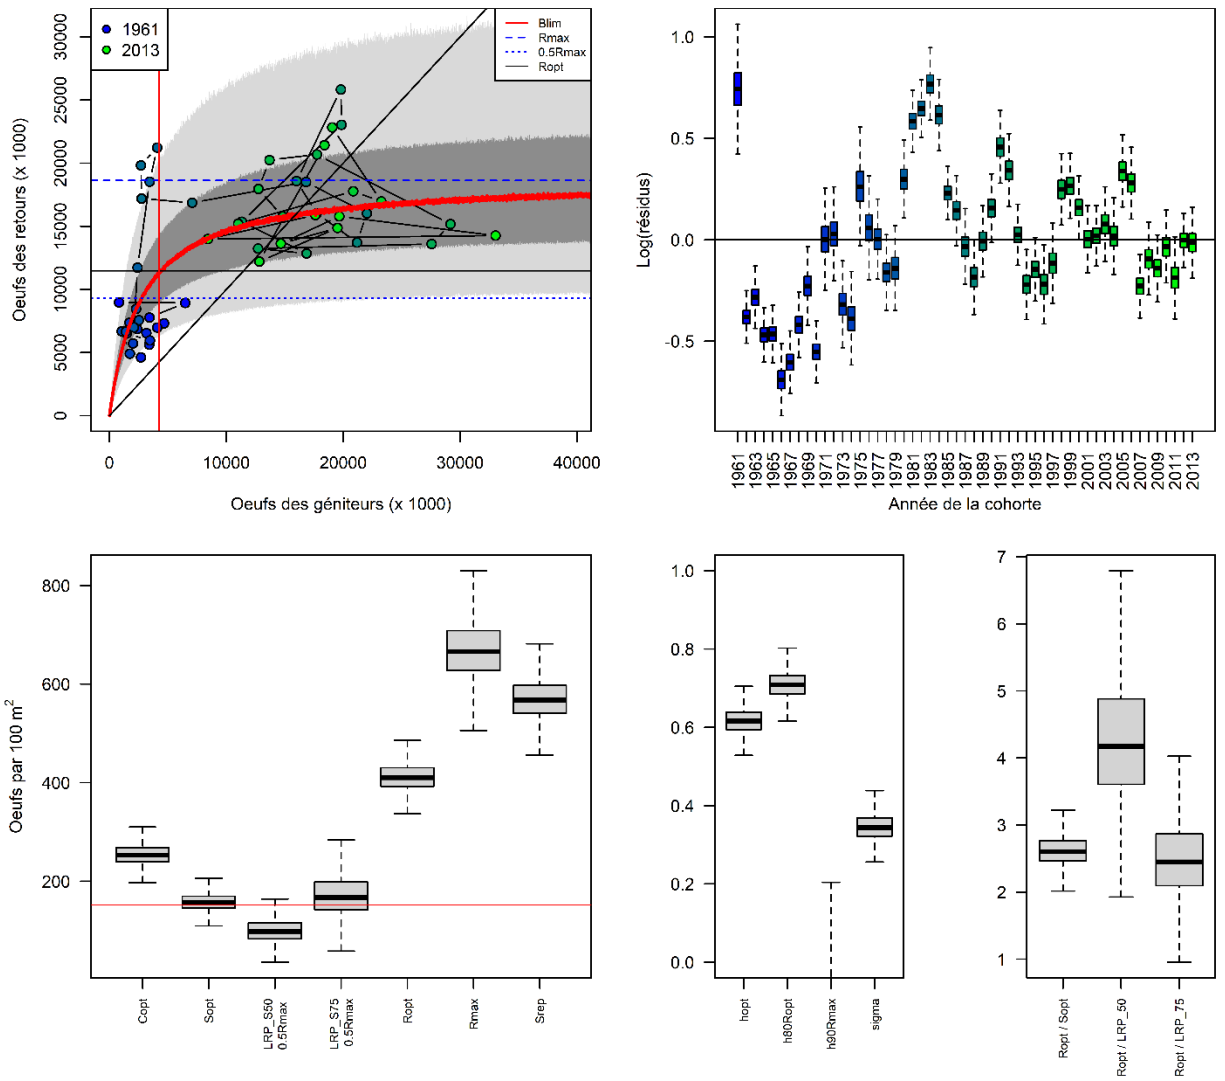 Oeufs des retours (x 1000)
0
5000
10000
15000
20000
25000
30000
1961
2013
Blim
Rmax
0.5Rmax
Ropt
0 10000 20000 30000 40000
Oeufs des géniteurs (x 1000)
Log(résidus)
1.0
0.5
0.0
-0.5
1961 1963 1965 1967 1969 1971 1973 1975 1977 1979 1981 1983 1985 1987 1989 1991 1993 1995 1997 1999 2001 2003 2005 2007 2009 2011 2013
Année de la cohorte
Oeufs par 100 m²
800
600
400
200
Copt
Sopt
LRP_S50
0.5Rmax
LRP_S75
0.5Rmax
Ropt
Rmax
Srep
1.0
0.8
0.6
0.4
0.2
0.0
hopt
h80Ropt
h90Rmax
sigma
7
6
5
4
3
2
1
Ropt / Sopt
Ropt / LRP_50
Ropt / LRP_75